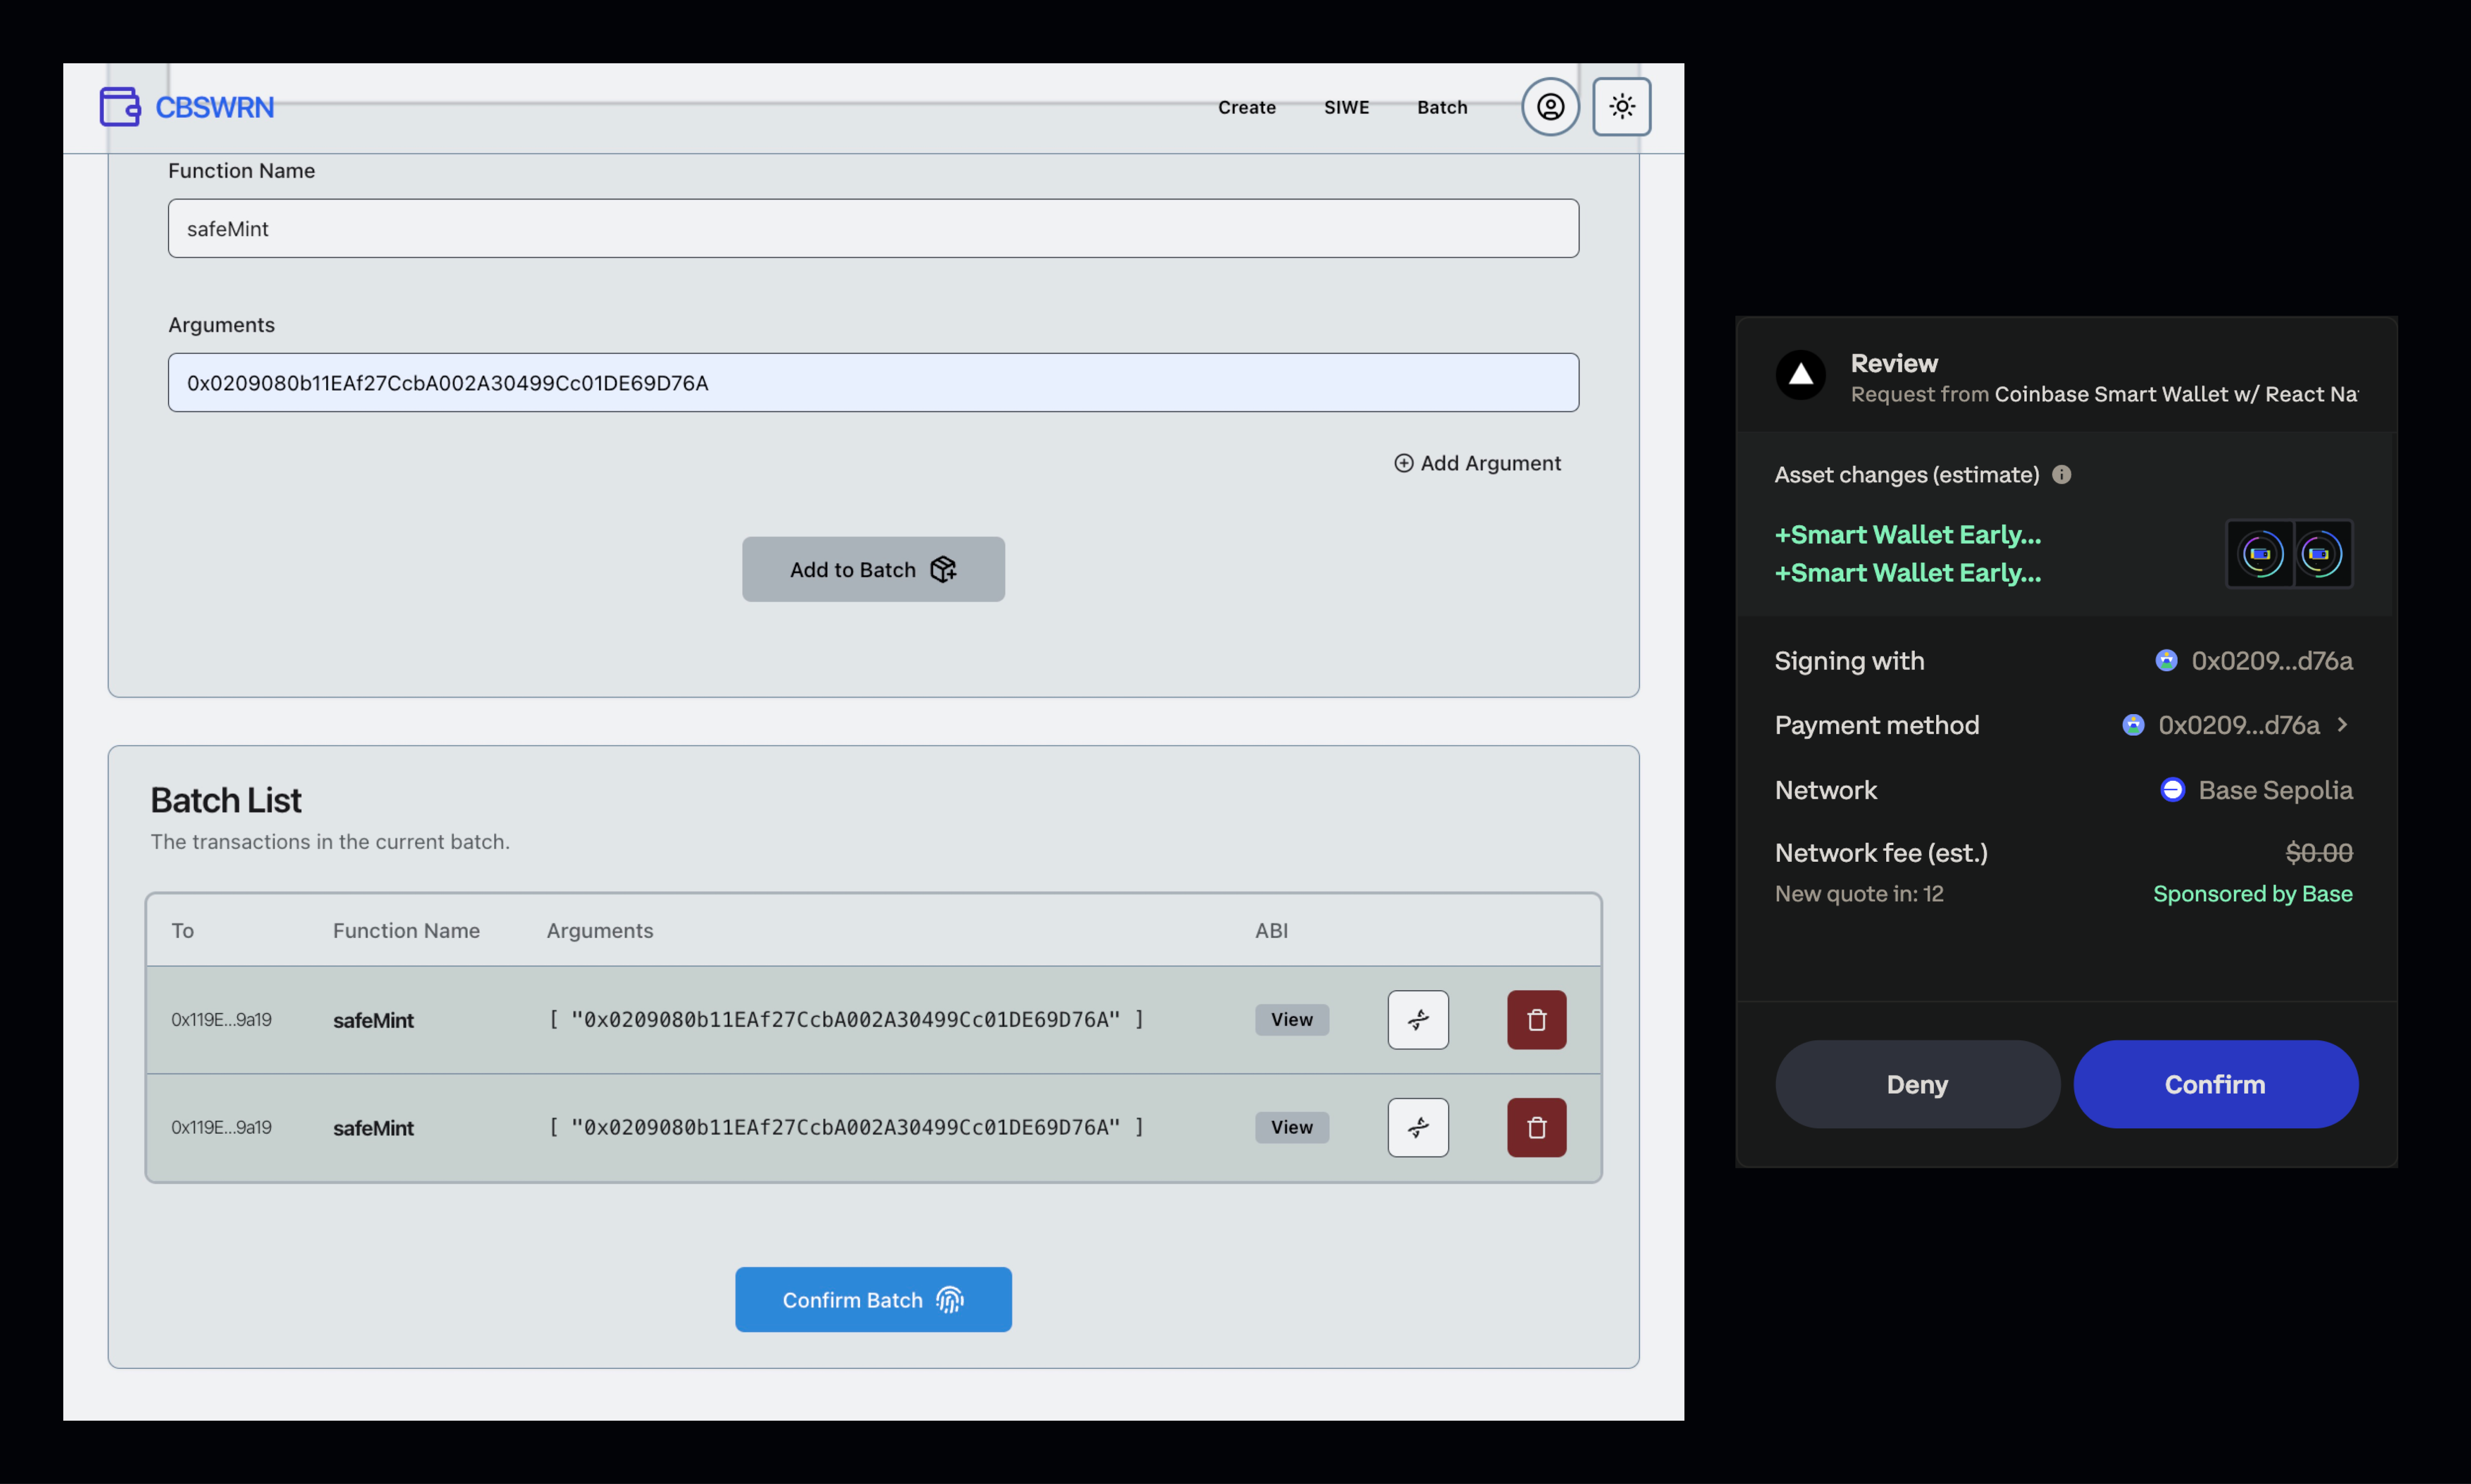 CBSWRN
Create SIWE Batch
Function Name
safeMint
Arguments
0x0209080b11EAf27CcbA002A30499Cc01DE69D76A
Add Argument
Add to Batch
Batch List
The transactions in the current batch.
To Function Name Arguments ABI
0x119E...9a19 safeMint [ "0x0209080b11EAf27CcbA002A30499Cc01DE69D76A" ] View
0x119E...9a19 safeMint [ "0x0209080b11EAf27CcbA002A30499Cc01DE69D76A" ] View
Confirm Batch
Review
Request from Coinbase Smart Wallet w/ React Na
Asset changes (estimate)
+Smart Wallet Early...
+Smart Wallet Early...
Signing with 0x0209...d76a
Payment method 0x0209...d76a
Network Base Sepolia
Network fee (est.) $0.00
New quote in: 12 Sponsored by Base
Deny Confirm